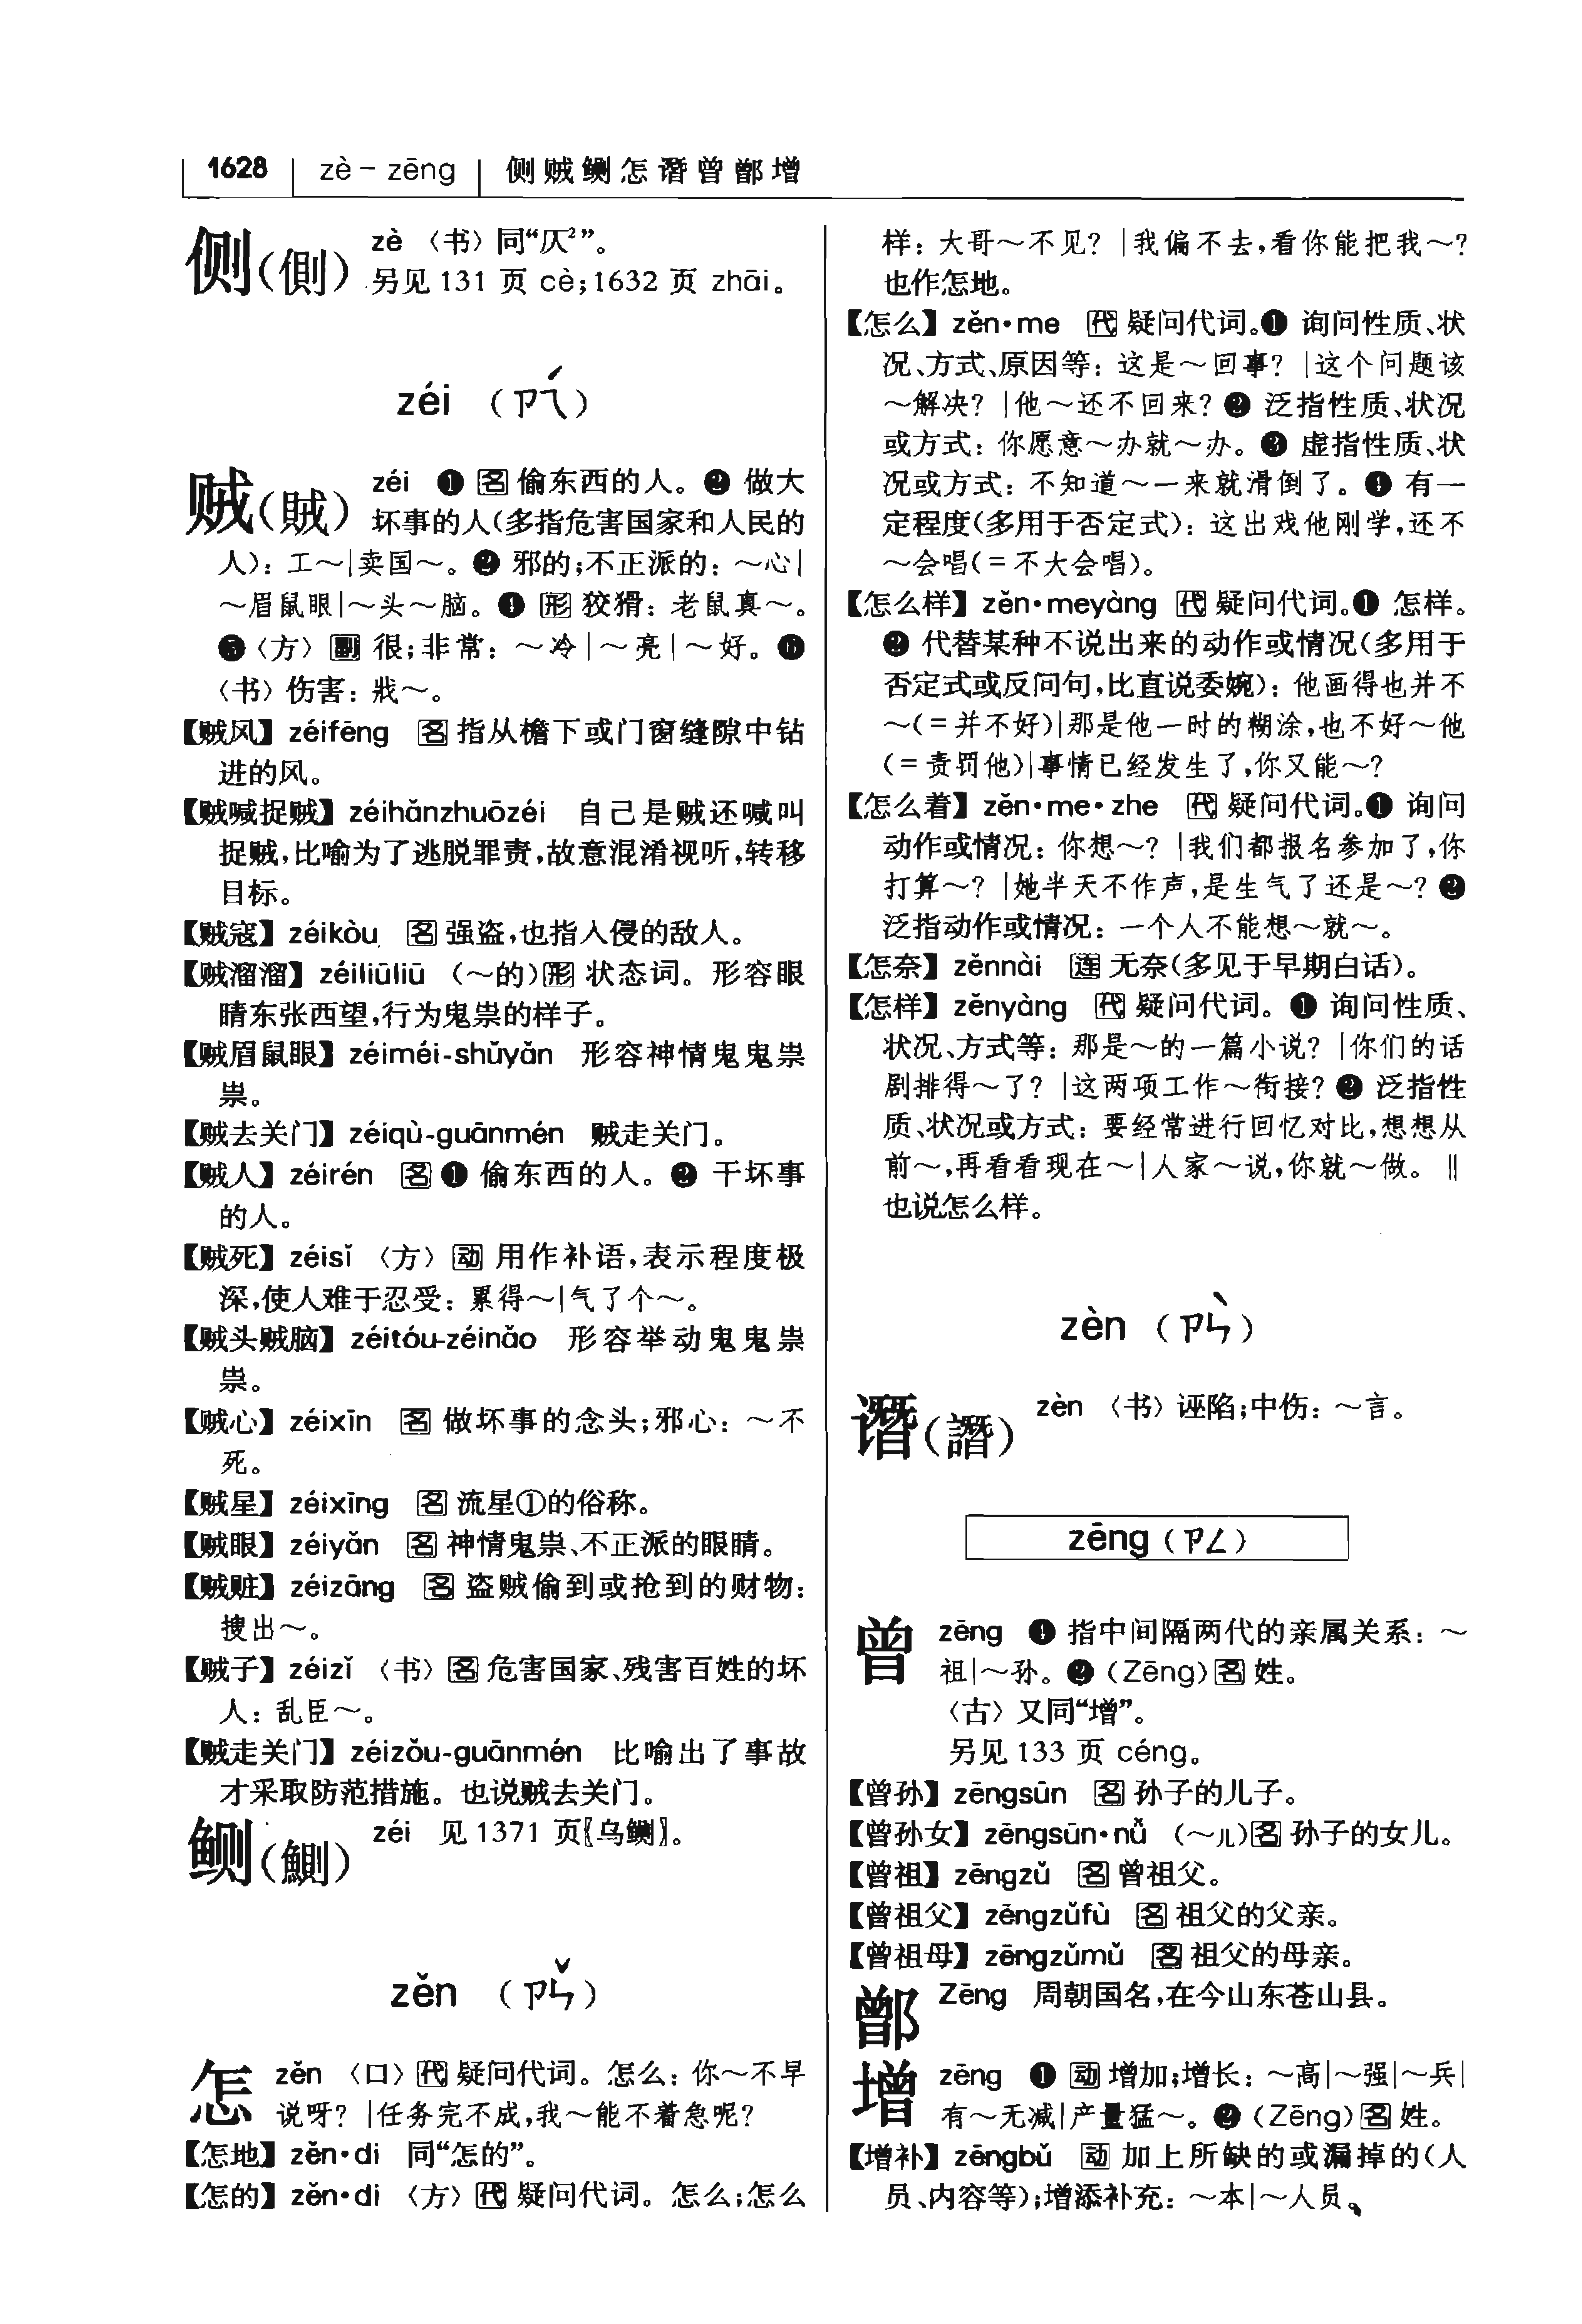 1628 zè－zēng 侧贼鲗怎谮曾鄫增
侧(側) zè 〈书〉同“仄²”。
另见 131 页 cè;1632 页 zhāi。
zéi （ㄗㄟˊ）
贼(賊) zéi ❶ 名 偷东西的人。❷ 做大
坏事的人(多指危害国家和人民的
人)：工～|卖国～。❷ 邪的;不正派的：～心|
～眉鼠眼|～头～脑。❹ 形 狡猾：老鼠真～。
❺〈方〉副 很;非常：～冷|～亮|～好。❻
〈书〉伤害：戕～。
【贼风】zéifēng 名 指从檐下或门窗缝隙中钻
进的风。
【贼喊捉贼】zéihǎnzhuōzéi 自己是贼还喊叫
捉贼,比喻为了逃脱罪责,故意混淆视听,转移
目标。
【贼寇】zéikòu 名 强盗,也指入侵的敌人。
【贼溜溜】zéiliūliū (～的)形 状态词。形容眼
睛东张西望,行为鬼祟的样子。
【贼眉鼠眼】zéiméi-shǔyǎn 形容神情鬼鬼祟
祟。
【贼去关门】zéiqù-guānmén 贼走关门。
【贼人】zéirén 名 ❶ 偷东西的人。❷ 干坏事
的人。
【贼死】zéisǐ 〈方〉动 用作补语,表示程度极
深,使人难于忍受：累得～|气了个～。
【贼头贼脑】zéitóu-zéinǎo 形容举动鬼鬼祟
祟。
【贼心】zéixīn 名 做坏事的念头;邪心：～不
死。
【贼星】zéixīng 名 流星①的俗称。
【贼眼】zéiyǎn 名 神情鬼祟、不正派的眼睛。
【贼赃】zéizāng 名 盗贼偷到或抢到的财物：
搜出～。
【贼子】zéizǐ 〈书〉名 危害国家、残害百姓的坏
人：乱臣～。
【贼走关门】zéizǒu-guānmén 比喻出了事故
才采取防范措施。也说贼去关门。
鲗(鰂) zéi 见 1371 页〖乌鲗〗。
zěn （ㄗㄣˇ）
怎 zěn 〈口〉代 疑问代词。怎么：你～不早
说呀？|任务完不成,我～能不着急呢？
【怎地】zěn·di 同“怎的”。
【怎的】zěn·di 〈方〉代 疑问代词。怎么;怎么
样：大哥～不见？|我偏不去,看你能把我～？
也作怎地。
【怎么】zěn·me 代 疑问代词。❶ 询问性质、状
况、方式、原因等：这是～回事？|这个问题该
～解决？|他～还不回来？❷ 泛指性质、状况
或方式：你愿意～办就～办。❸ 虚指性质、状
况或方式：不知道～一来就滑倒了。❹ 有一
定程度(多用于否定式)：这出戏他刚学,还不
～会唱(＝不大会唱)。
【怎么样】zěn·meyàng 代 疑问代词。❶ 怎样。
❷ 代替某种不说出来的动作或情况(多用于
否定式或反问句,比直说委婉)：他画得也并不
～(＝并不好)|那是他一时的糊涂,也不好～他
(＝责罚他)|事情已经发生了,你又能～？
【怎么着】zěn·me·zhe 代 疑问代词。❶ 询问
动作或情况：你想～？|我们都报名参加了,你
打算～？|她半天不作声,是生气了还是～？❷
泛指动作或情况：一个人不能想～就～。
【怎奈】zěnnài 连 无奈(多见于早期白话)。
【怎样】zěnyàng 代 疑问代词。❶ 询问性质、
状况、方式等：那是～的一篇小说？|你们的话
剧排得～了？|这两项工作～衔接？❷ 泛指性
质、状况或方式：要经常进行回忆对比,想想从
前～,再看看现在～|人家～说,你就～做。‖
也说怎么样。
zèn （ㄗㄣˋ）
谮(譖) zèn 〈书〉诬陷;中伤：～言。
zēng（ㄗㄥ）
曾 zēng ❶ 指中间隔两代的亲属关系：～
祖|～孙。❷（Zēng）名 姓。
〈古〉又同“增”。
另见 133 页 céng。
【曾孙】zēngsūn 名 孙子的儿子。
【曾孙女】zēngsūn·nǚ (～儿)名 孙子的女儿。
【曾祖】zēngzǔ 名 曾祖父。
【曾祖父】zēngzǔfù 名 祖父的父亲。
【曾祖母】zēngzǔmǔ 名 祖父的母亲。
鄫 Zēng 周朝国名,在今山东苍山县。
增 zēng ❶ 动 增加;增长：～高|～强|～兵|
有～无减|产量猛～。❷（Zēng）名 姓。
【增补】zēngbǔ 动 加上所缺的或漏掉的(人
员、内容等);增添补充：～本|～人员。